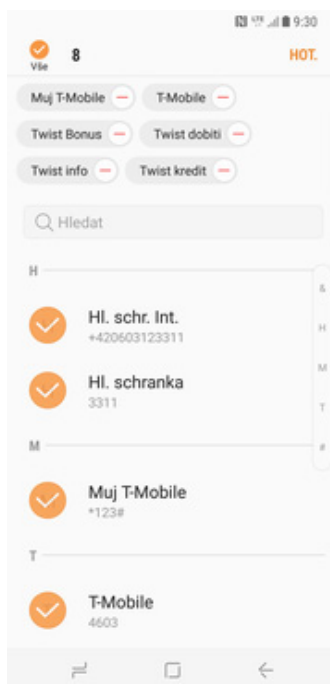 9:30
Vše
8
HOT.
Muj T-Mobile
T-Mobile
Twist Bonus
Twist dobiti
Twist info
Twist kredit
Hledat
H
Hl. schr. Int.
+420603123311
Hl. schranka
3311
M
Muj T-Mobile
*123#
T
T-Mobile
4603
&
H
M
T
#